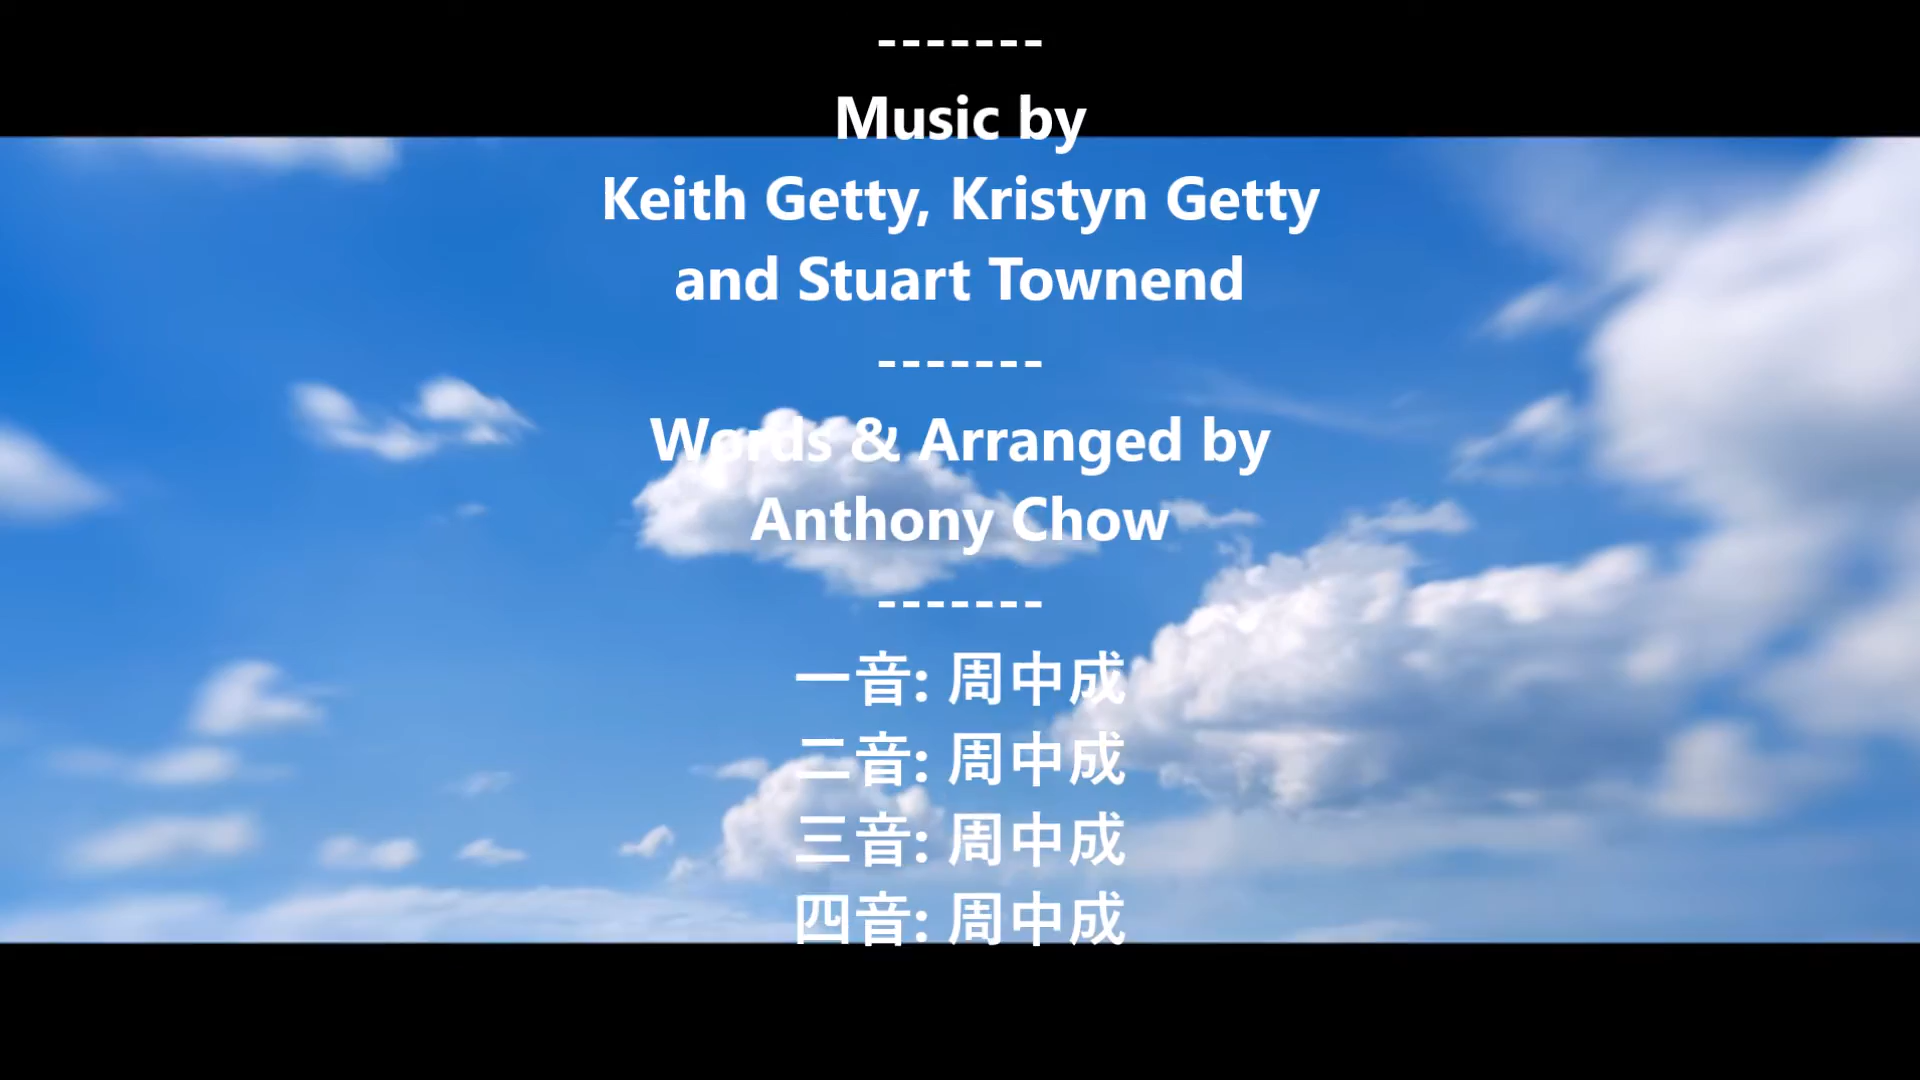 -------
Music by
Keith Getty, Kristyn Getty
and Stuart Townend
-------
Words & Arranged by
Anthony Chow
-------
一音: 周中成
二音: 周中成
三音: 周中成
四音: 周中成